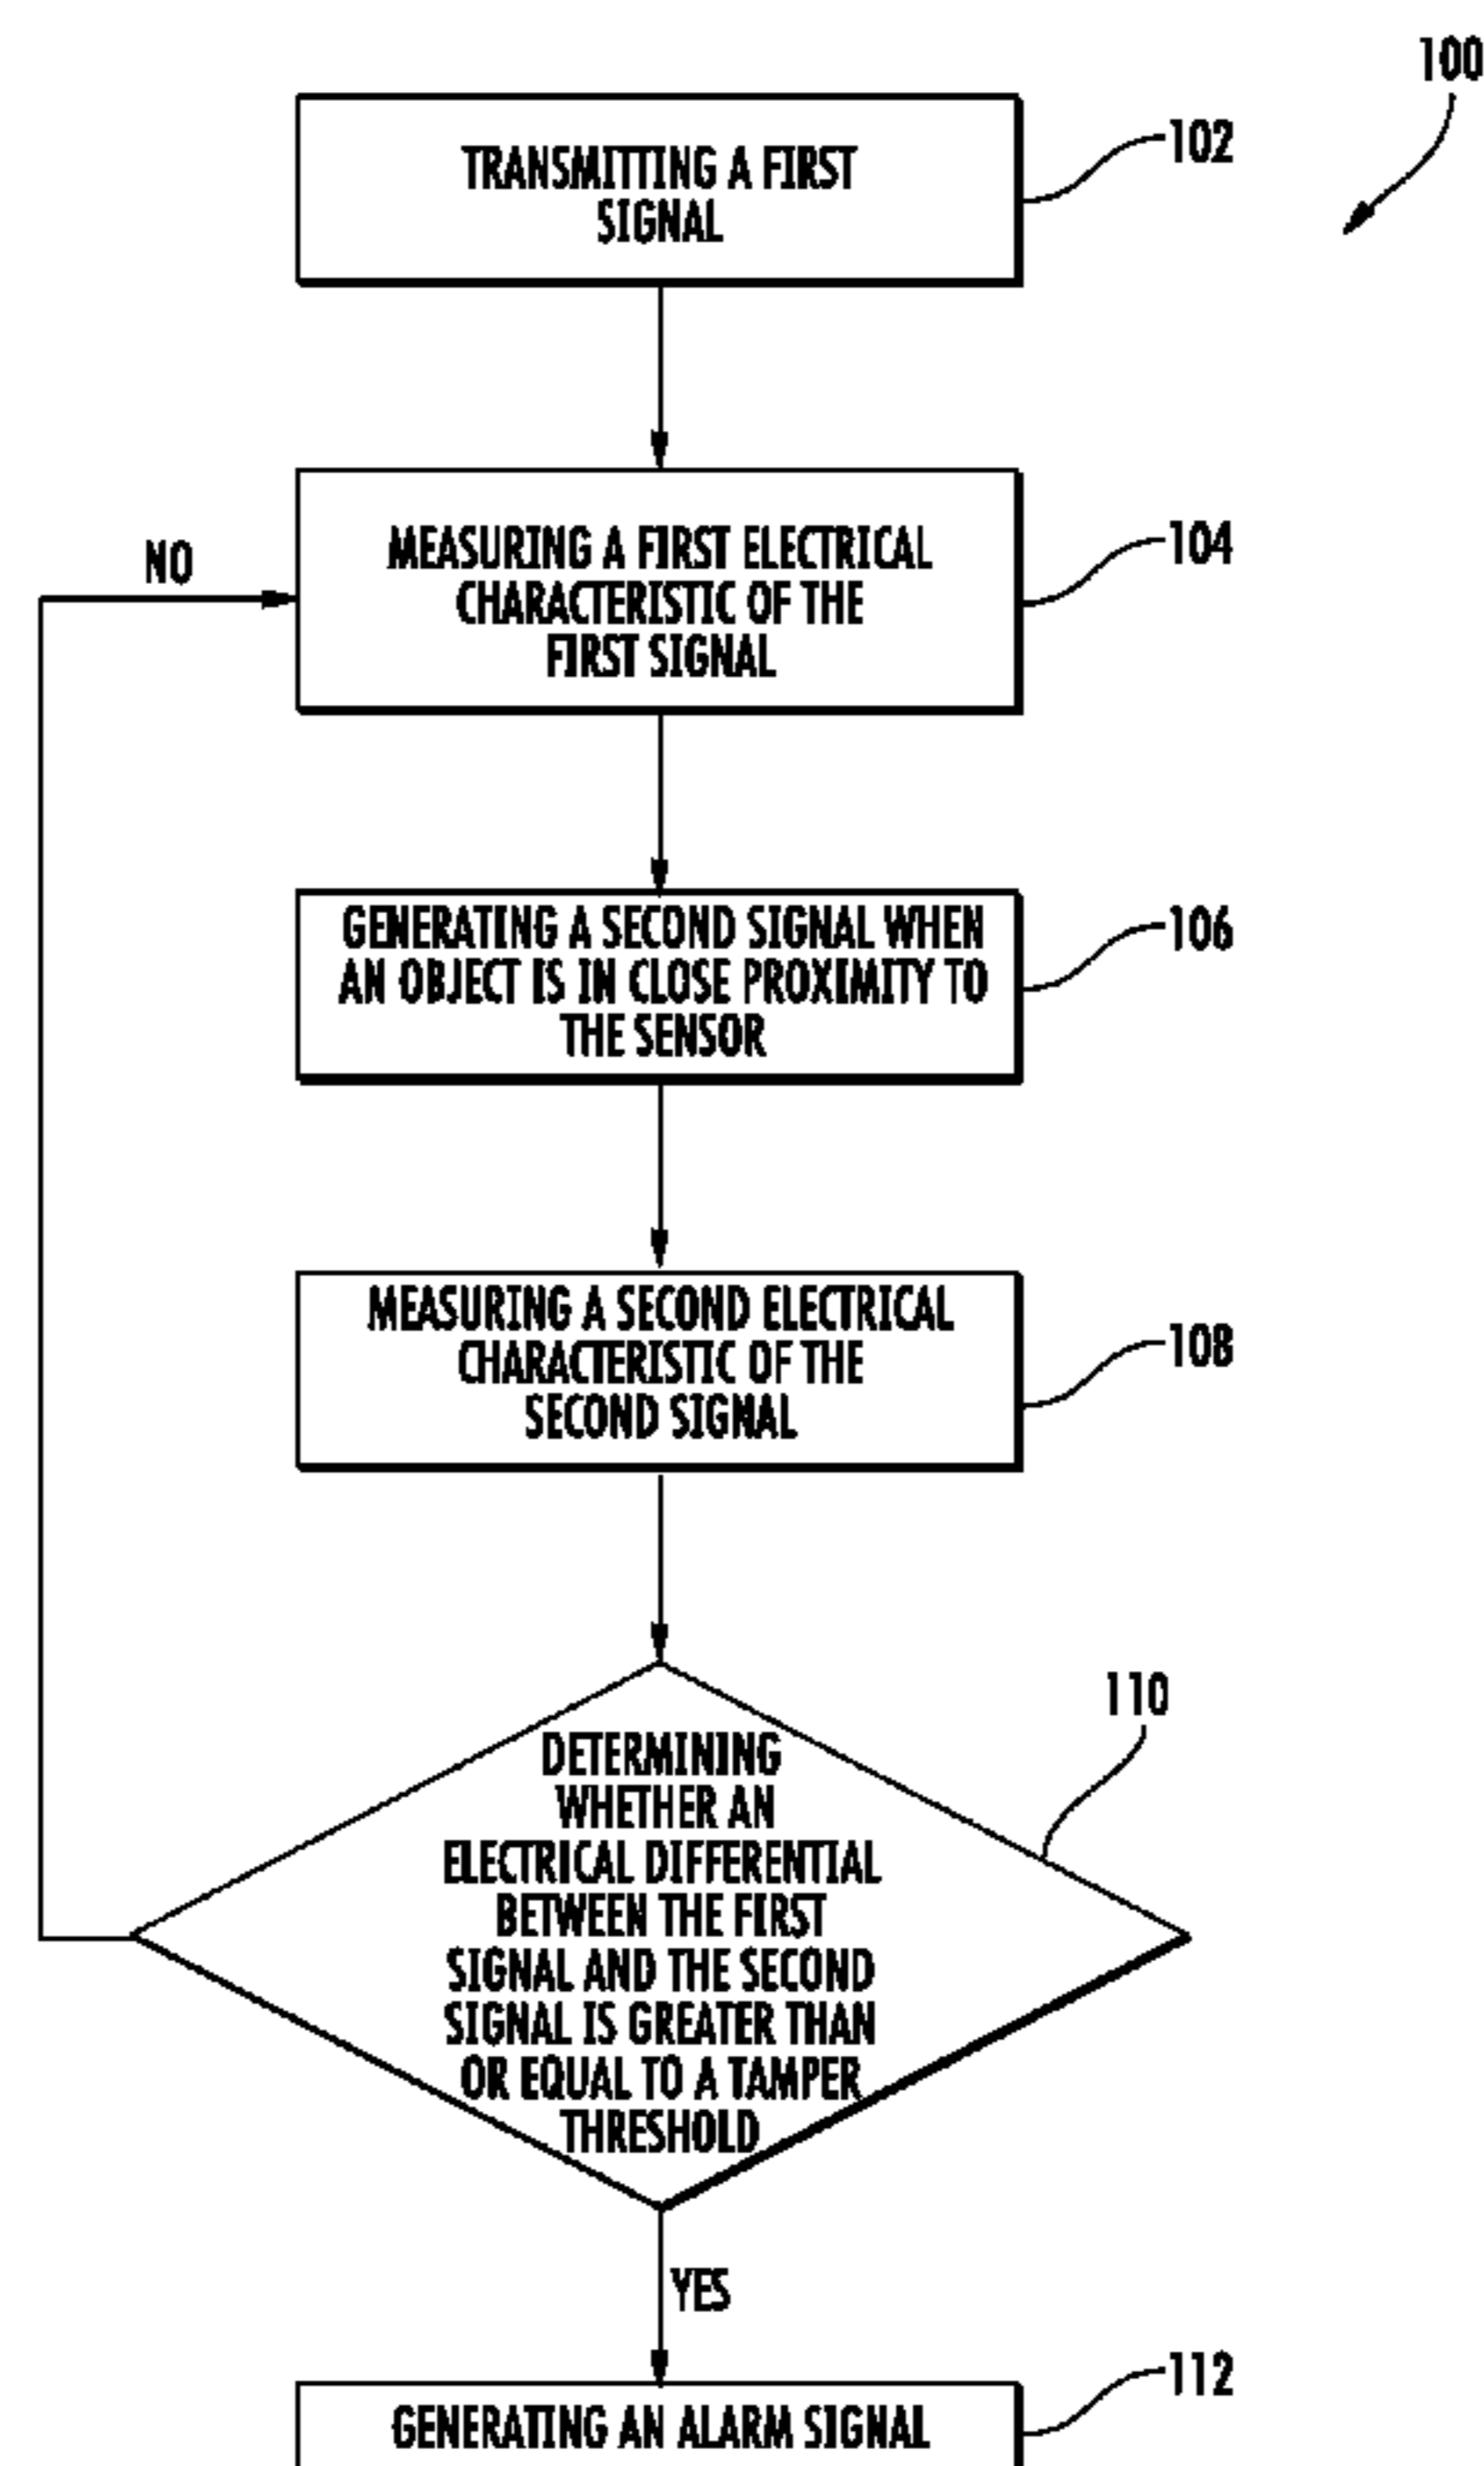 100
TRANSMITTING A FIRST
SIGNAL
102
NO
MEASURING A FIRST ELECTRICAL
CHARACTERISTIC OF THE
FIRST SIGNAL
104
GENERATING A SECOND SIGNAL WHEN
AN OBJECT IS IN CLOSE PROXIMITY TO
THE SENSOR
106
MEASURING A SECOND ELECTRICAL
CHARACTERISTIC OF THE
SECOND SIGNAL
108
110
DETERMINING
WHETHER AN
ELECTRICAL DIFFERENTIAL
BETWEEN THE FIRST
SIGNAL AND THE SECOND
SIGNAL IS GREATER THAN
OR EQUAL TO A TAMPER
THRESHOLD
YES
GENERATING AN ALARM SIGNAL
112